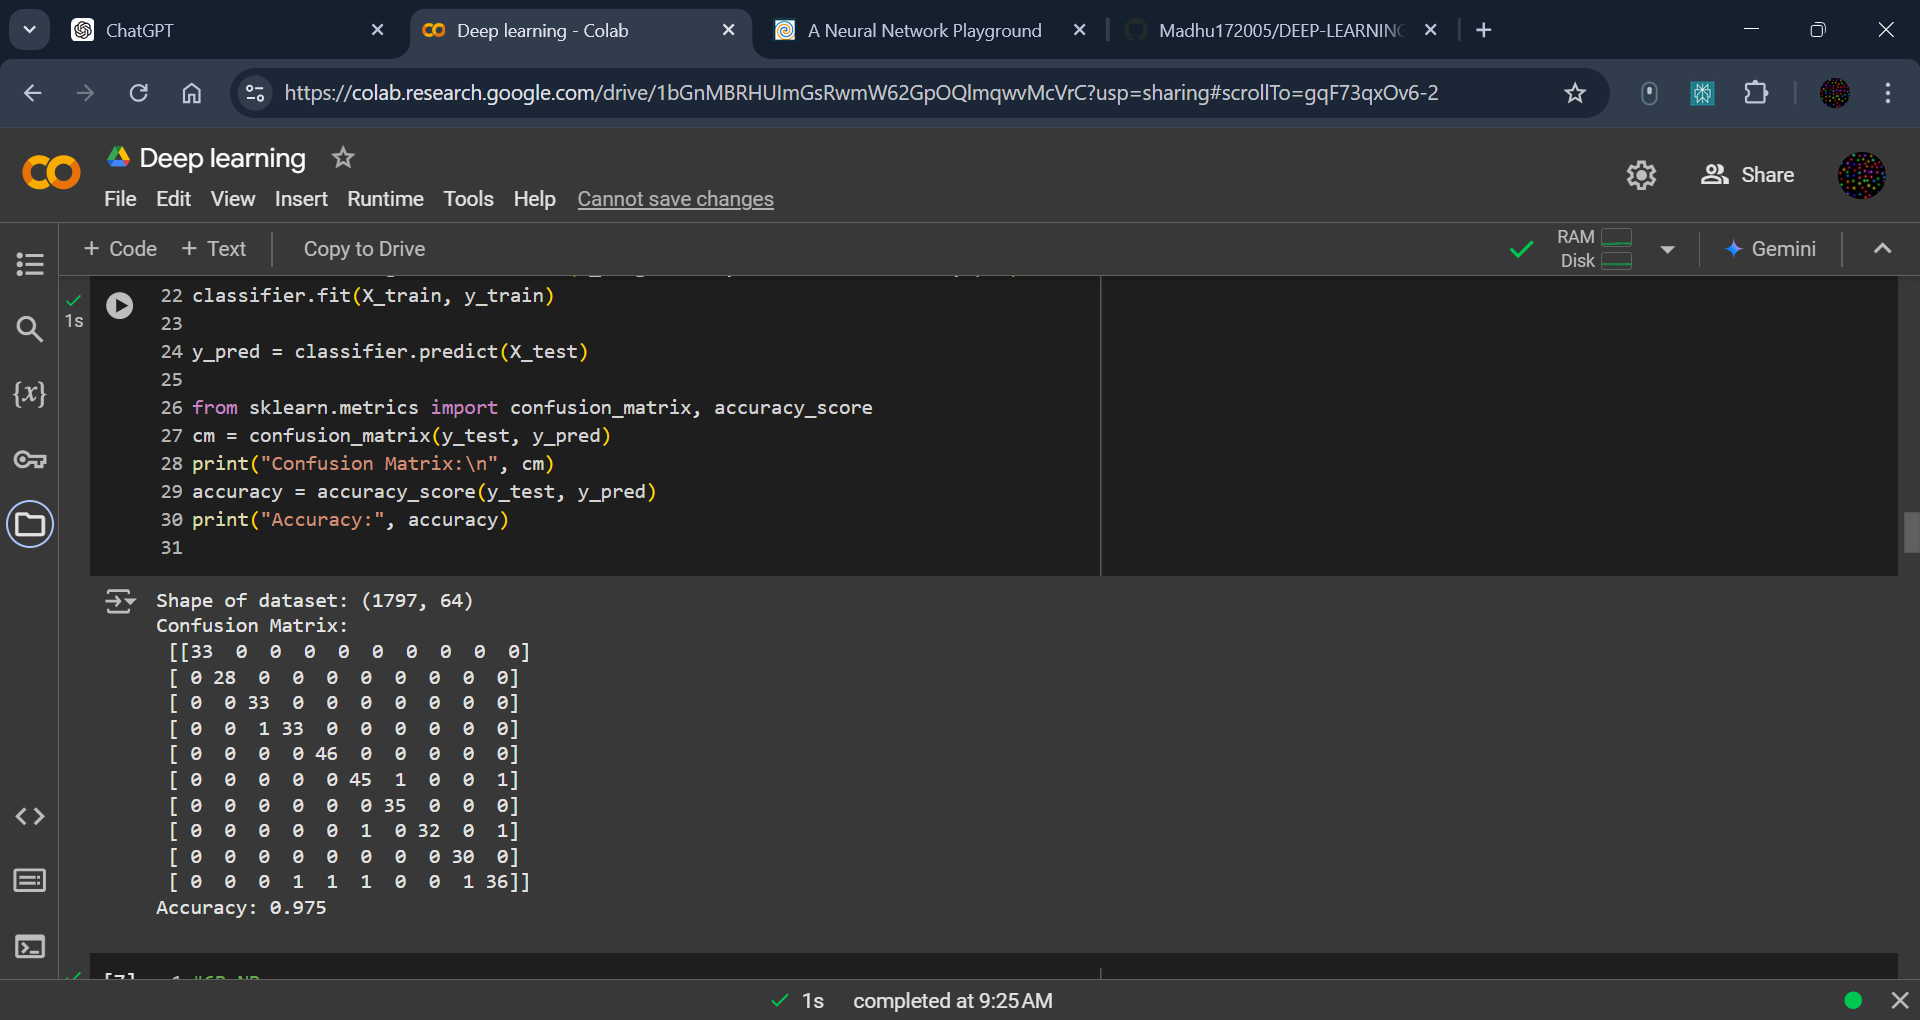 ChatGPT
Deep learning - Colab
A Neural Network Playground
Madhu172005/DEEP-LEARNING
https://colab.research.google.com/drive/1bGnMBRHUImGsRwmW62GpOQlmqwvMcVrC?usp=sharing#scrollTo=gqF73qxOv6-2
Deep learning
Share
File Edit View Insert Runtime Tools Help Cannot save changes
+ Code + Text Copy to Drive
RAM
Disk
Gemini
1s
22 classifier.fit(X_train, y_train)
23
24 y_pred = classifier.predict(X_test)
25
26 from sklearn.metrics import confusion_matrix, accuracy_score
27 cm = confusion_matrix(y_test, y_pred)
28 print("Confusion Matrix:\n", cm)
29 accuracy = accuracy_score(y_test, y_pred)
30 print("Accuracy:", accuracy)
31
{x}
Shape of dataset: (1797, 64)
Confusion Matrix:
[[33 0 0 0 0 0 0 0 0 0]
[ 0 28 0 0 0 0 0 0 0 0]
[ 0 0 33 0 0 0 0 0 0 0]
[ 0 0 1 33 0 0 0 0 0 0]
[ 0 0 0 0 46 0 0 0 0 0]
[ 0 0 0 0 0 45 1 0 0 1]
[ 0 0 0 0 0 0 35 0 0 0]
[ 0 0 0 0 0 1 0 32 0 1]
[ 0 0 0 0 0 0 0 0 30 0]
[ 0 0 0 1 1 1 0 0 1 36]]
Accuracy: 0.975
1s completed at 9:25 AM